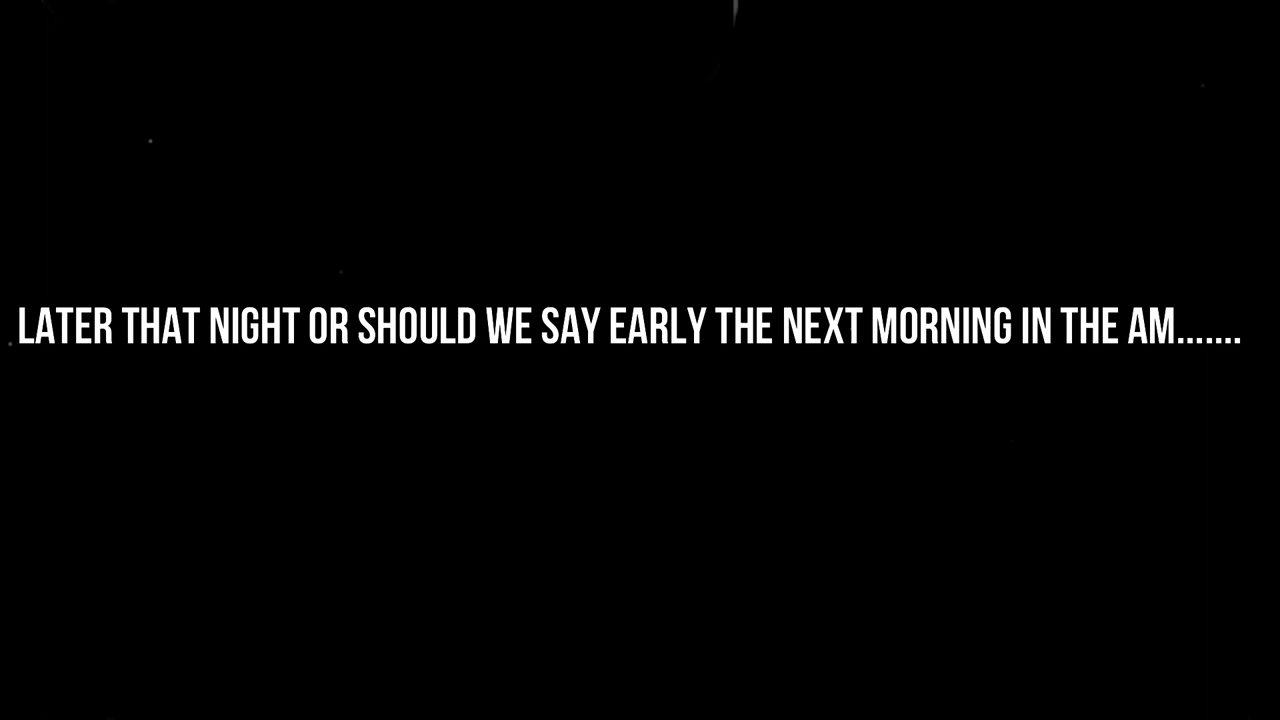 LATER THAT NIGHT OR SHOULD WE SAY EARLY THE NEXT MORNING IN THE AM.......